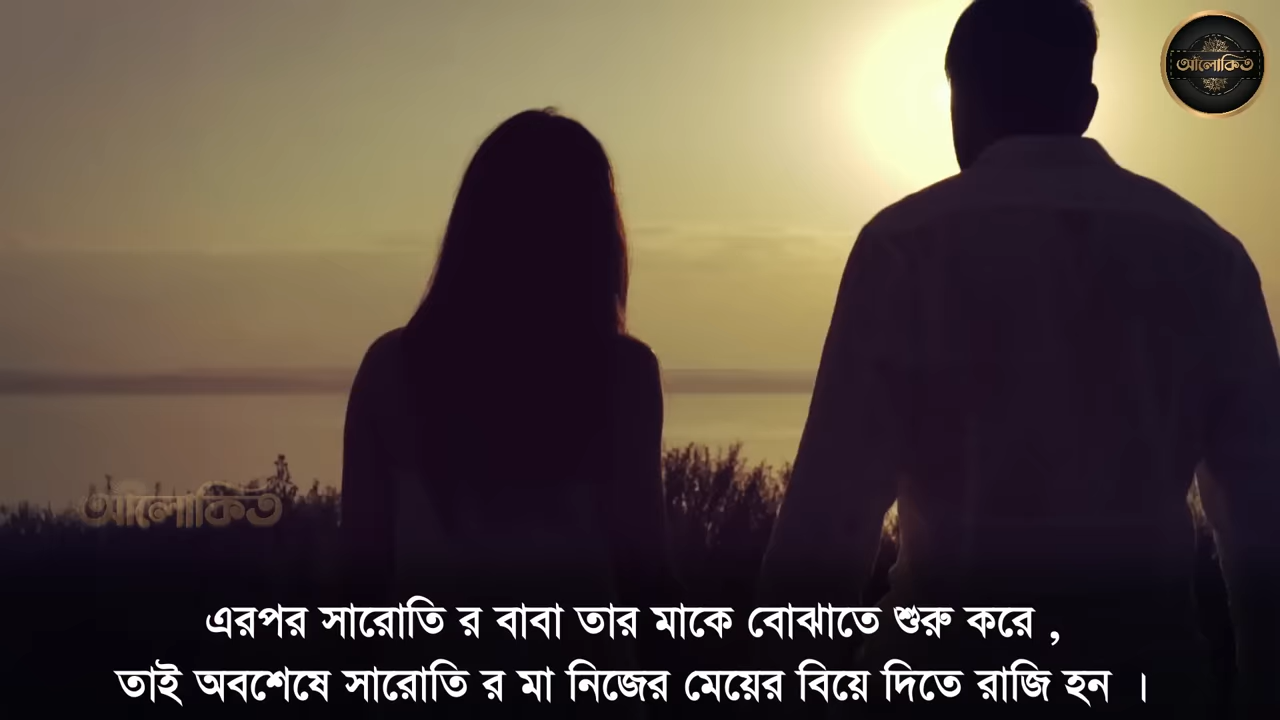 আলোকিত
আলোকিত
এরপর সারোতি র বাবা তার মাকে বোঝাতে শুরু করে ,
তাই অবশেষে সারোতি র মা নিজের মেয়ের বিয়ে দিতে রাজি হন ।